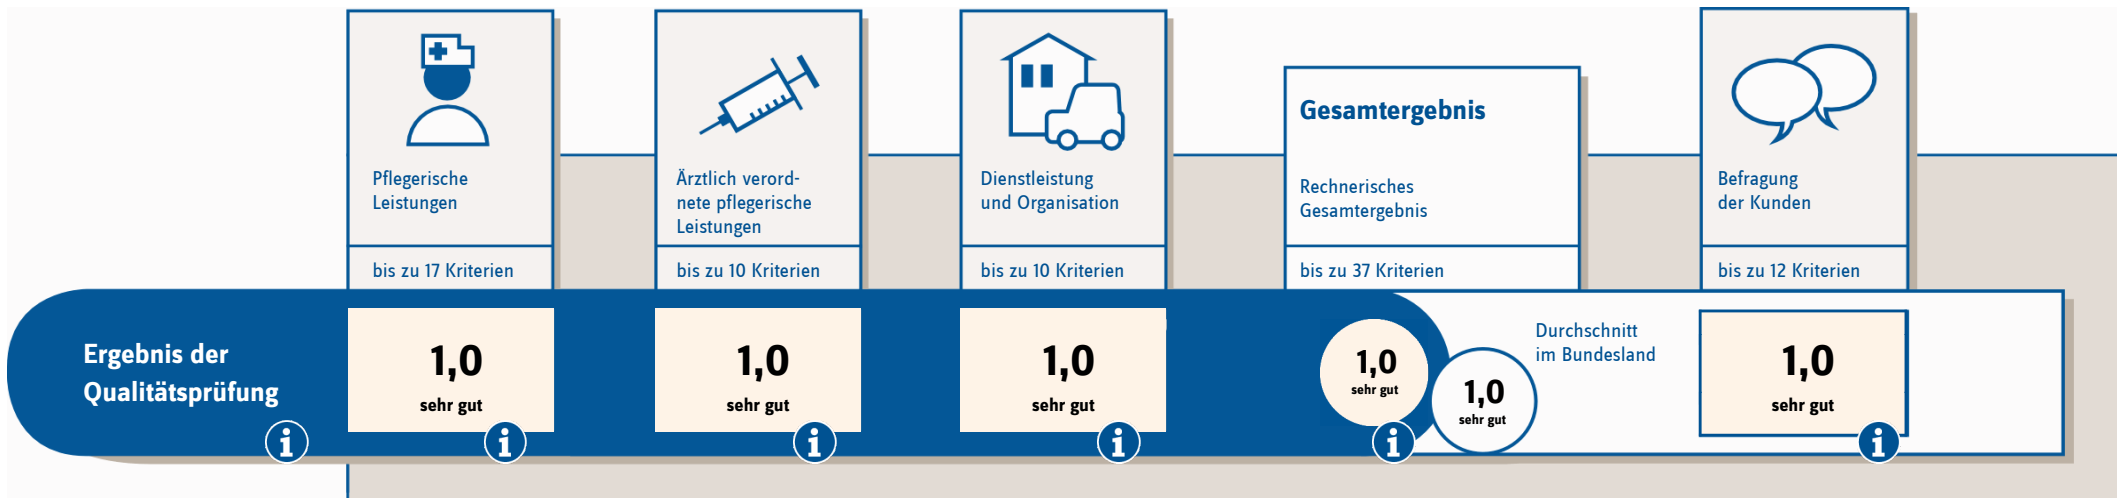 Pflegerische
Leistungen
bis zu 17 Kriterien
Ärztlich verord-
nete pflegerische
Leistungen
bis zu 10 Kriterien
Dienstleistung
und Organisation
bis zu 10 Kriterien
Gesamtergebnis
Rechnerisches
Gesamtergebnis
bis zu 37 Kriterien
Befragung
der Kunden
bis zu 12 Kriterien
Ergebnis der
Qualitätsprüfung
i
1,0
sehr gut
i
1,0
sehr gut
i
1,0
sehr gut
i
1,0
sehr gut
i
1,0
sehr gut
Durchschnitt
im Bundesland
1,0
sehr gut
i